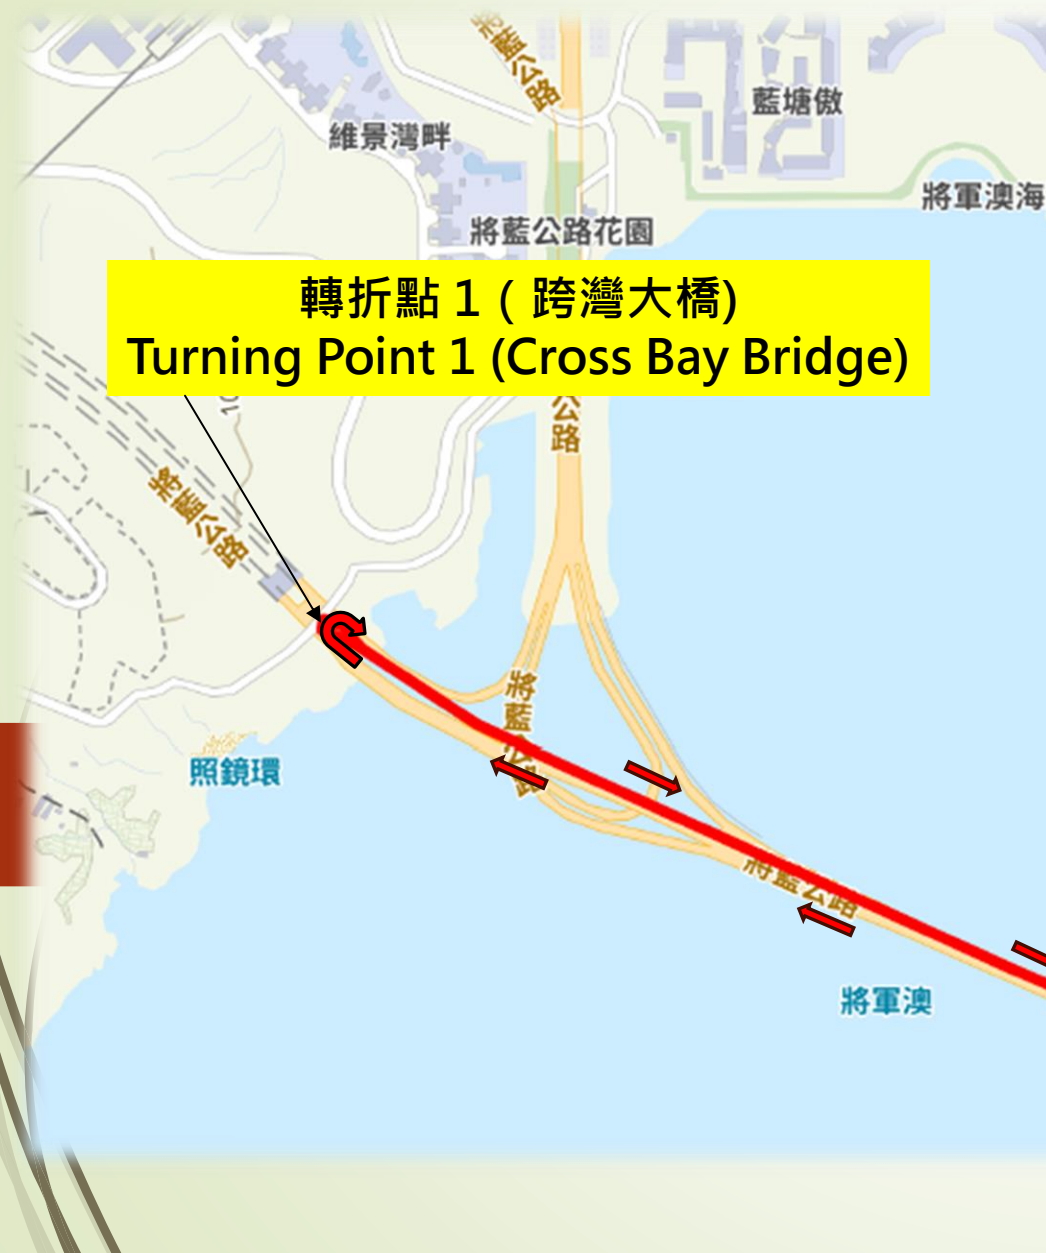 將藍公路
藍塘傲
維景灣畔
將軍澳海
將藍公路花園
轉折點 1 ( 跨灣大橋)
Turning Point 1 (Cross Bay Bridge)
公路
將藍公路
將藍公路
照鏡環
將藍公路
將軍澳